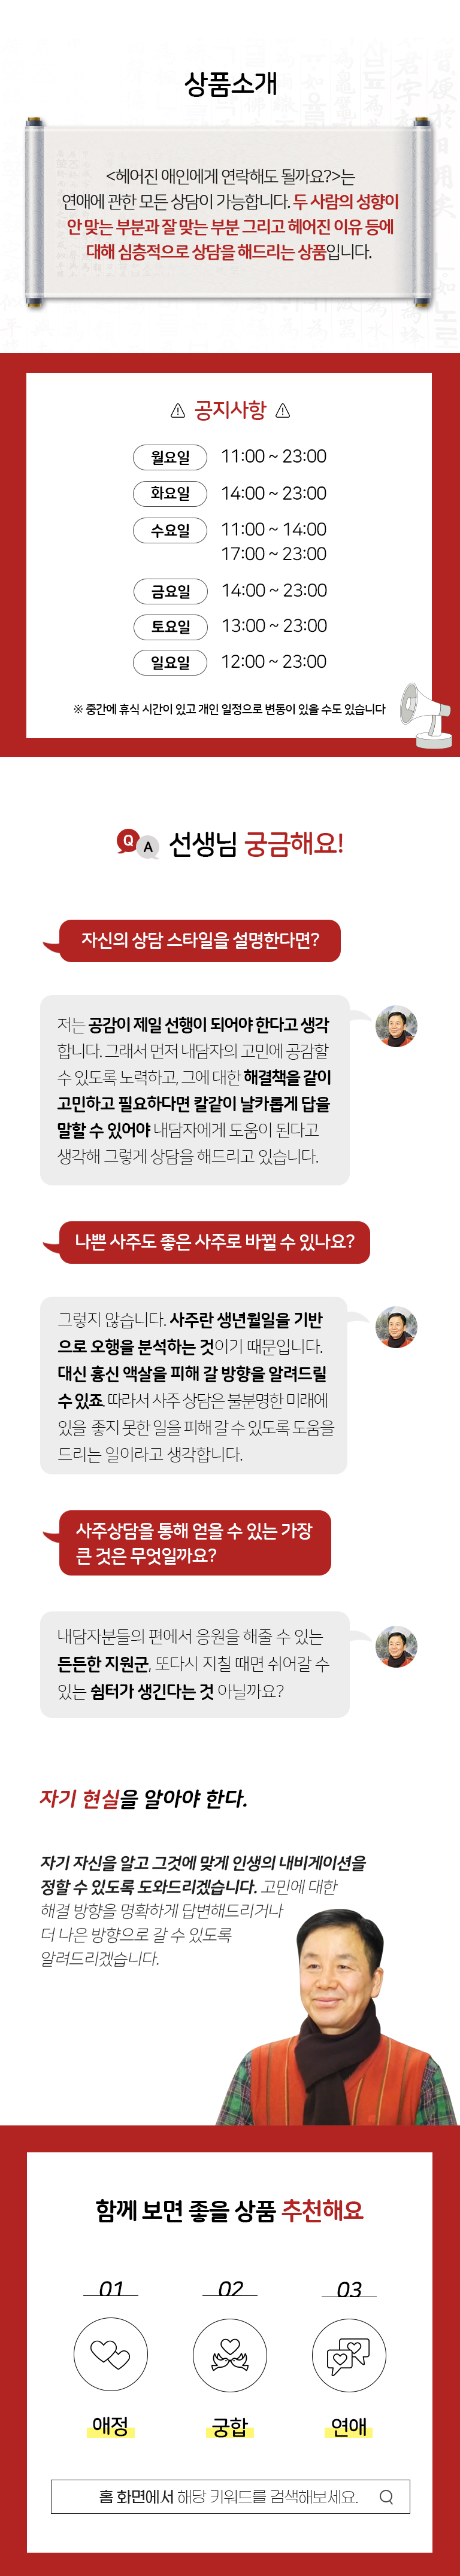 상품소개
<헤어진 애인에게 연락해도 될까요?>는
연애에 관한 모든 상담이 가능합니다. 두 사람의 성향이
안 맞는 부분과 잘 맞는 부분 그리고 헤어진 이유 등에
대해 심층적으로 상담을 해드리는 상품입니다.
공지사항
월요일 11:00 ~ 23:00
화요일 14:00 ~ 23:00
수요일 11:00 ~ 14:00
17:00 ~ 23:00
금요일 14:00 ~ 23:00
토요일 13:00 ~ 23:00
일요일 12:00 ~ 23:00
※ 중간에 휴식 시간이 있고 개인 일정으로 변동이 있을 수도 있습니다
Q A 선생님 궁금해요!
자신의 상담 스타일을 설명한다면?
저는 공감이 제일 선행이 되어야 한다고 생각
합니다. 그래서 먼저 내담자의 고민에 공감할
수 있도록 노력하고, 그에 대한 해결책을 같이
고민하고 필요하다면 칼같이 날카롭게 답을
말할 수 있어야 내담자에게 도움이 된다고
생각해 그렇게 상담을 해드리고 있습니다.
나쁜 사주도 좋은 사주로 바뀔 수 있나요?
그렇지 않습니다. 사주란 생년월일을 기반
으로 오행을 분석하는 것이기 때문입니다.
대신 흉신 액살을 피해 갈 방향을 알려드릴
수 있죠. 따라서 사주 상담은 불분명한 미래에
있을 좋지 못한 일을 피해 갈 수 있도록 도움을
드리는 일이라고 생각합니다.
사주상담을 통해 얻을 수 있는 가장
큰 것은 무엇일까요?
내담자분들의 편에서 응원을 해줄 수 있는
든든한 지원군, 또다시 지칠 때면 쉬어갈 수
있는 쉼터가 생긴다는 것 아닐까요?
자기 현실을 알아야 한다.
자기 자신을 알고 그것에 맞게 인생의 내비게이션을
정할 수 있도록 도와드리겠습니다. 고민에 대한
해결 방향을 명확하게 답변해드리거나
더 나은 방향으로 갈 수 있도록
알려드리겠습니다.
함께 보면 좋을 상품 추천해요
01 02 03
애정 궁합 연애
홈 화면에서 해당 키워드를 검색해보세요.